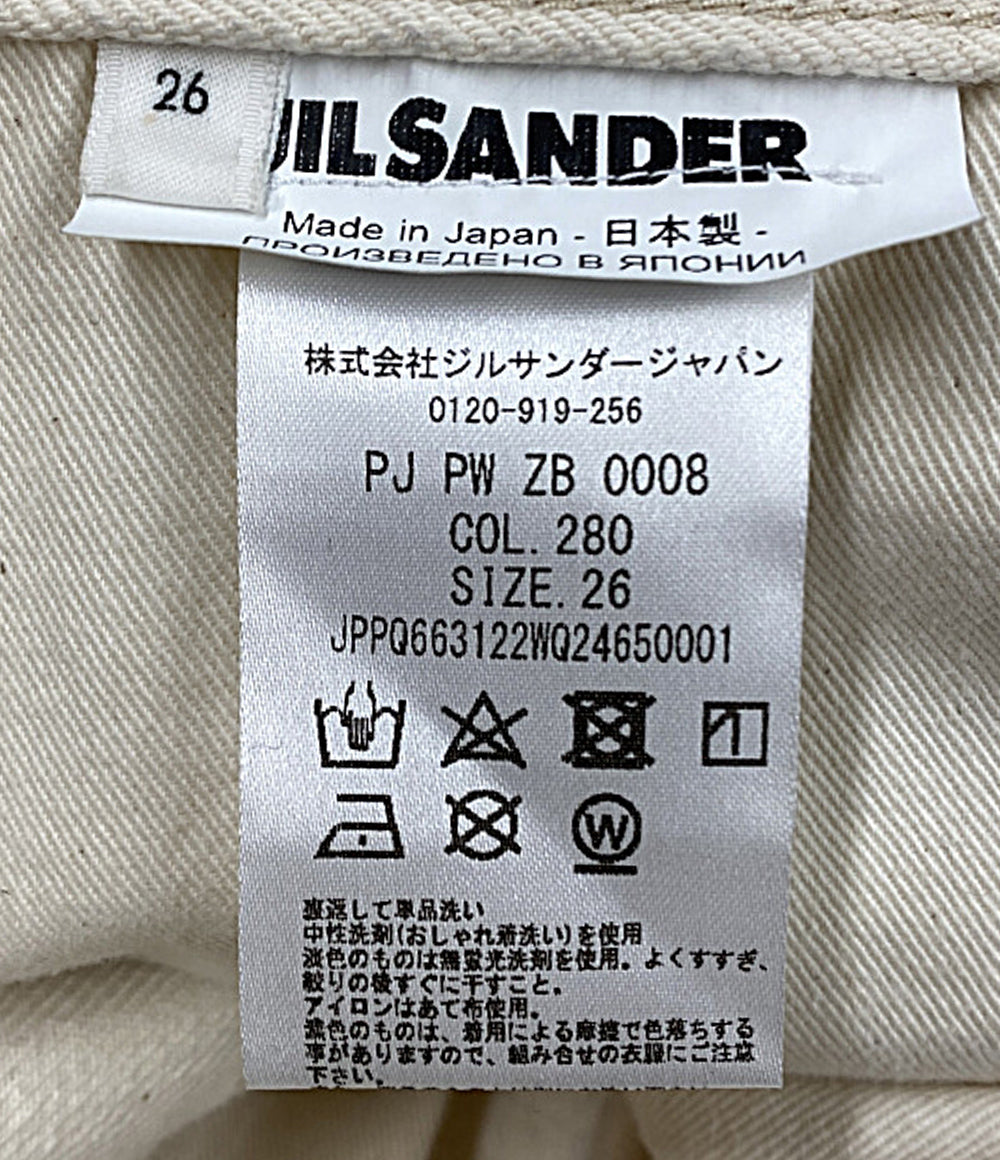 26
JIL SANDER
Made in Japan - 日本製 -
ПРОИЗВЕДЕНО В ЯПОНИИ
株式会社ジルサンダージャパン
0120-919-256
PJ PW ZB 0008
COL. 280
SIZE. 26
JPPQ663122WQ24650001
W
裏返して単品洗い
中性洗剤(おしゃれ着洗い)を使用
淡色のものは無蛍光洗剤を使用。よくすすぎ、
絞りの後すぐに干すこと。
アイロンはあて布使用。
濃色のものは、着用による摩擦で色落ちする
事がありますので、組み合せの衣服にご注意
下さい。